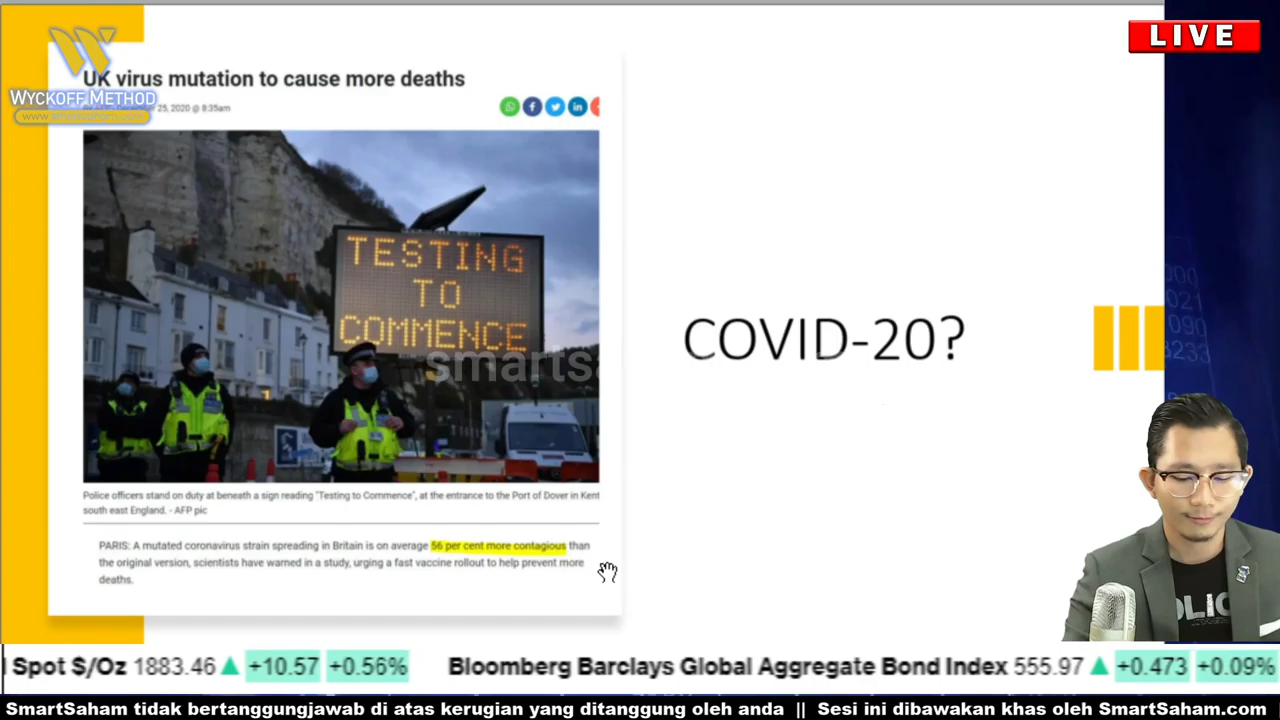 LIVE
UK virus mutation to cause more deaths
WYCKOFF METHOD
25, 2020 @ 8:35am
TESTING
TO
COMMENCE
smartsa
COVID-20?
Police officers stand on duty at beneath a sign reading "Testing to Commence", at the entrance to the Port of Dover in Kent
south east England. - AFP pic
PARIS: A mutated coronavirus strain spreading in Britain is on average 56 per cent more contagious than
the original version, scientists have warned in a study, urging a fast vaccine rollout to help prevent more
deaths.
OLIC
Spot $/Oz 1883.46 ▲ +10.57 +0.56% Bloomberg Barclays Global Aggregate Bond Index 555.97 ▲ +0.473 +0.09%
SmartSaham tidak bertanggungjawab di atas kerugian yang ditanggung oleh anda || Sesi ini dibawakan khas oleh SmartSaham.com